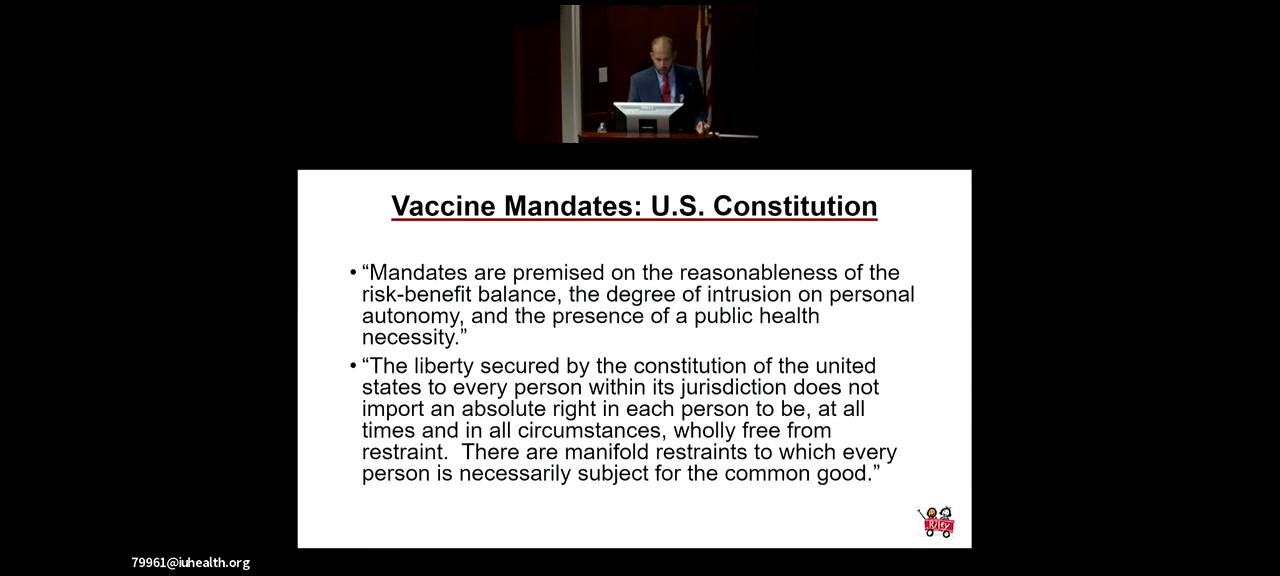 Vaccine Mandates: U.S. Constitution
• “Mandates are premised on the reasonableness of the
risk-benefit balance, the degree of intrusion on personal
autonomy, and the presence of a public health
necessity.”
• “The liberty secured by the constitution of the united
states to every person within its jurisdiction does not
import an absolute right in each person to be, at all
times and in all circumstances, wholly free from
restraint.  There are manifold restraints to which every
person is necessarily subject for the common good.”
Riley
79961@iuhealth.org